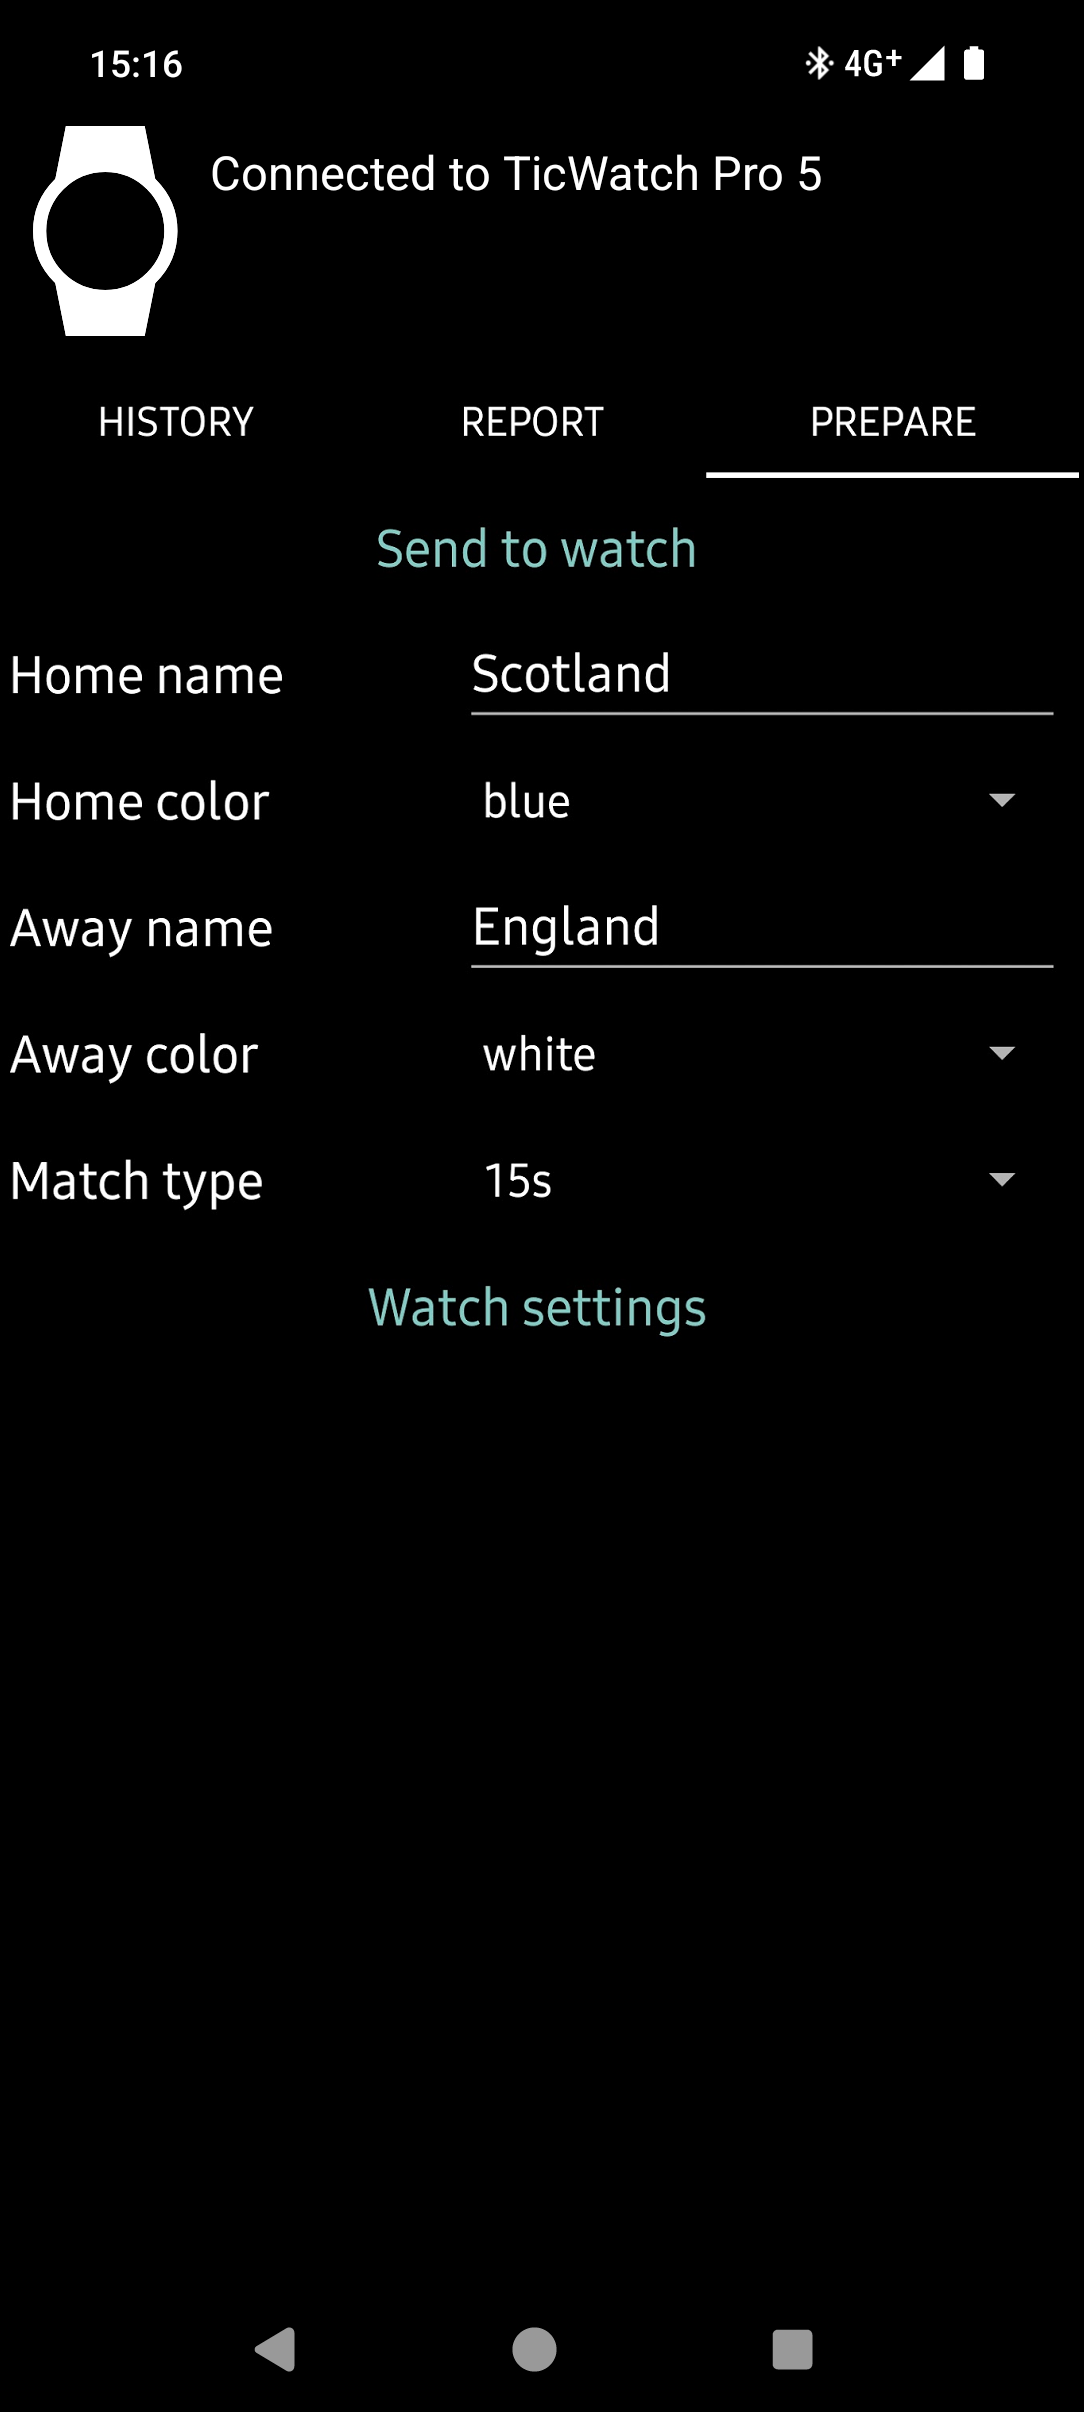 15:16 4G+
Connected to TicWatch Pro 5
HISTORY REPORT PREPARE
Send to watch
Home name Scotland
Home color blue
Away name England
Away color white
Match type 15s
Watch settings